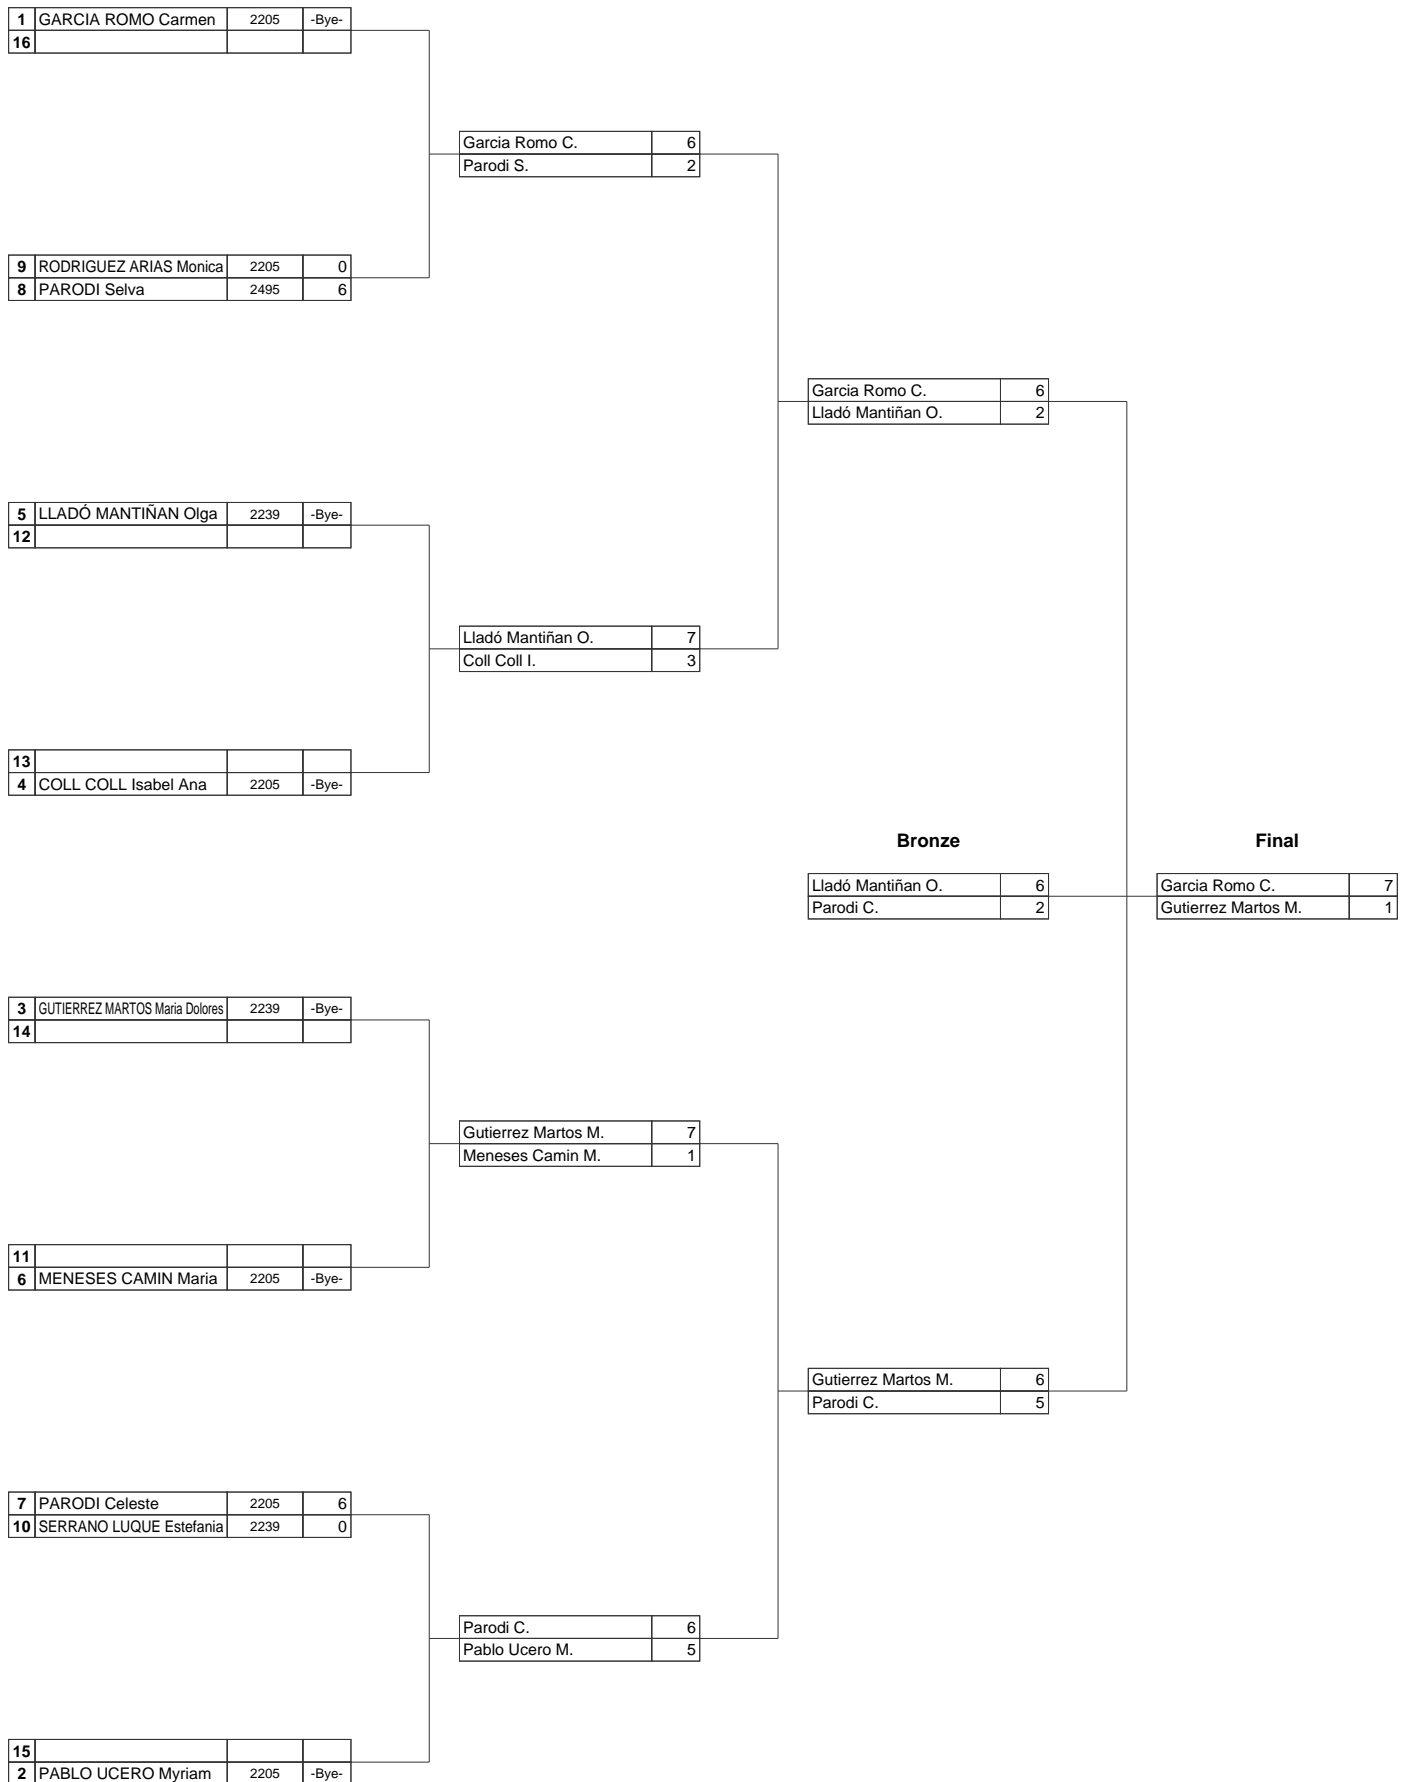 1 GARCIA ROMO Carmen 2205 -Bye-
16
Garcia Romo C. 6
Parodi S. 2
9 RODRIGUEZ ARIAS Monica 2205 0
8 PARODI Selva 2495 6
Garcia Romo C. 6
Lladó Mantiñan O. 2
5 LLADÓ MANTIÑAN Olga 2239 -Bye-
12
Lladó Mantiñan O. 7
Coll Coll I. 3
13
4 COLL COLL Isabel Ana 2205 -Bye-
Bronze Final
Lladó Mantiñan O. 6 Garcia Romo C. 7
Parodi C. 2 Gutierrez Martos M. 1
3 GUTIERREZ MARTOS Maria Dolores 2239 -Bye-
14
Gutierrez Martos M. 7
Meneses Camin M. 1
11
6 MENESES CAMIN Maria 2205 -Bye-
Gutierrez Martos M. 6
Parodi C. 5
7 PARODI Celeste 2205 6
10 SERRANO LUQUE Estefania 2239 0
Parodi C. 6
Pablo Ucero M. 5
15
2 PABLO UCERO Myriam 2205 -Bye-